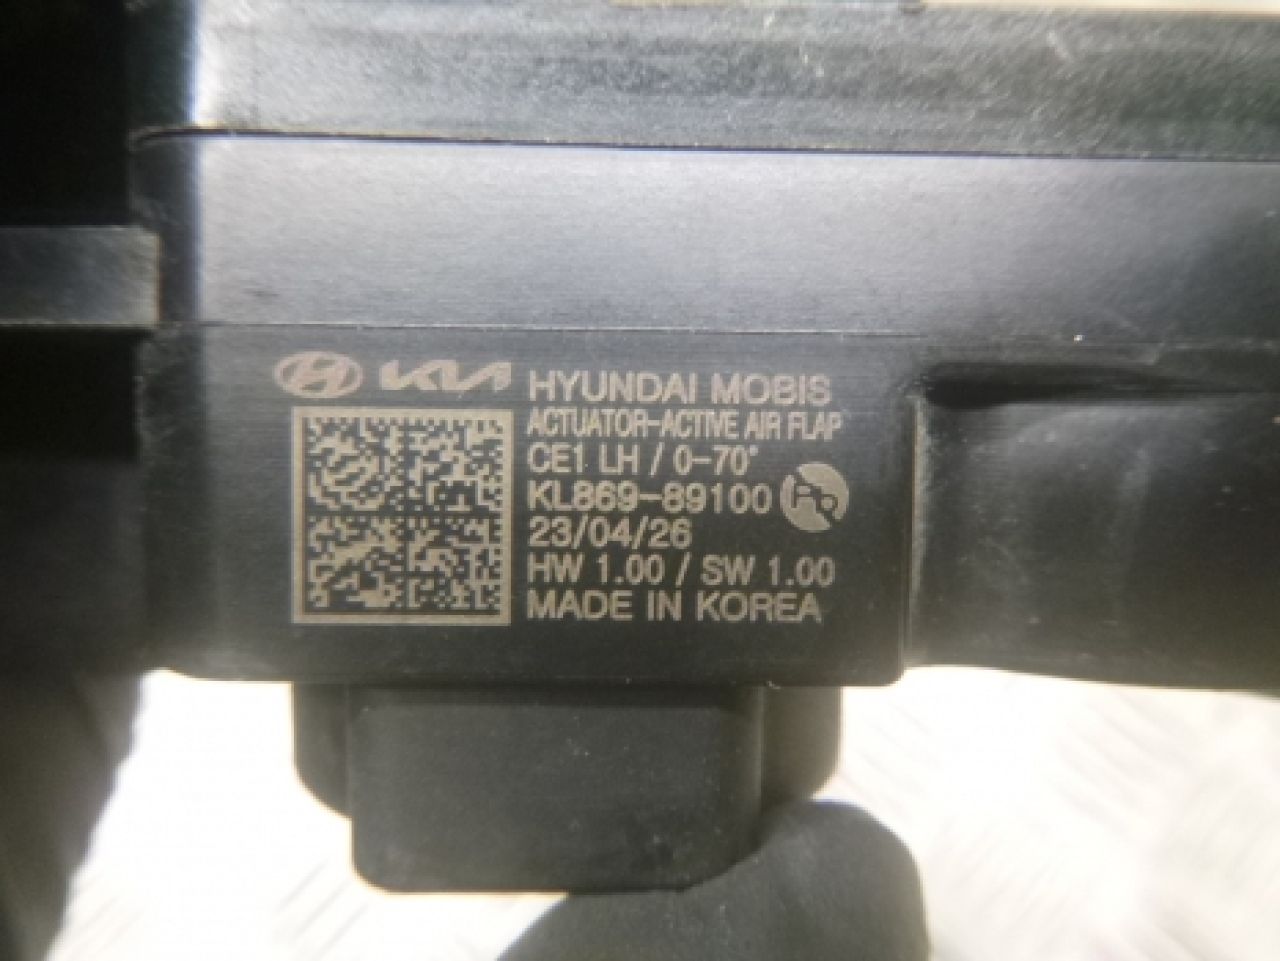 KIA HYUNDAI MOBIS
ACTUATOR-ACTIVE AIR FLAP
CE1 LH / 0-70°
KL869-89100
23/04/26
HW 1.00 / SW 1.00
MADE IN KOREA